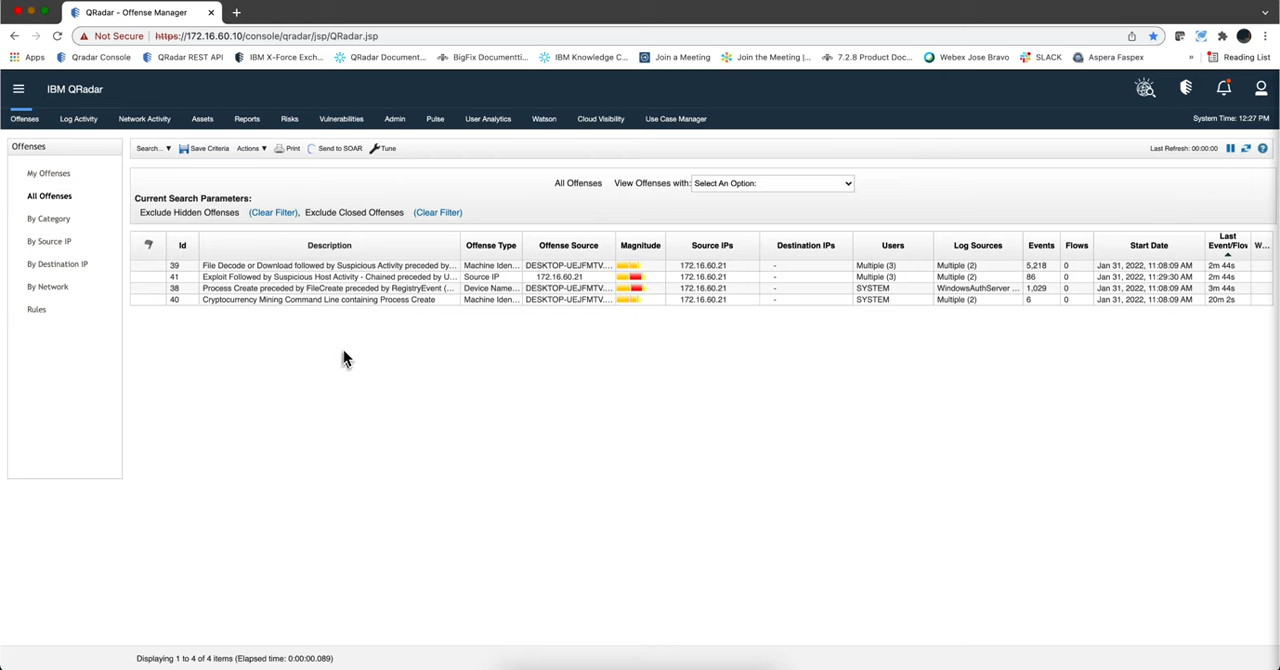 QRadar - Offense Manager
Not Secure https://172.16.60.10/console/qradar/jsp/QRadar.jsp
Apps Qradar Console QRadar REST API IBM X-Force Exch... QRadar Document... BigFix Documentti... IBM Knowledge C... Join a Meeting Join the Meeting |... 7.2.8 Product Doc... Webex Jose Bravo SLACK Aspera Faspex » Reading List
IBM QRadar
Offenses Log Activity Network Activity Assets Reports Risks Vulnerabilities Admin Pulse User Analytics Watson Cloud Visibility Use Case Manager System Time: 12:27 PM
Offenses
My Offenses
All Offenses
By Category
By Source IP
By Destination IP
By Network
Rules
Search... ▼ Save Criteria Actions ▼ Print Send to SOAR Tune Last Refresh: 00:00:00
All Offenses View Offenses with: Select An Option:
Current Search Parameters:
Exclude Hidden Offenses (Clear Filter), Exclude Closed Offenses (Clear Filter)
Id Description Offense Type Offense Source Magnitude Source IPs Destination IPs Users Log Sources Events Flows Start Date Last Event/Flow W...
39 File Decode or Download followed by Suspicious Activity preceded by... Machine Iden... DESKTOP-UEJFMTV.... 172.16.60.21 - Multiple (3) Multiple (2) 5,218 0 Jan 31, 2022, 11:08:09 AM 2m 44s
41 Exploit Followed by Suspicious Host Activity - Chained preceded by U... Source IP 172.16.60.21 172.16.60.21 - Multiple (3) Multiple (2) 86 0 Jan 31, 2022, 11:29:30 AM 2m 44s
38 Process Create preceded by FileCreate preceded by RegistryEvent (... Device Name... DESKTOP-UEJFMTV.... 172.16.60.21 - SYSTEM WindowsAuthServer ... 1,029 0 Jan 31, 2022, 11:08:09 AM 3m 44s
40 Cryptocurrency Mining Command Line containing Process Create Machine Iden... DESKTOP-UEJFMTV.... 172.16.60.21 - SYSTEM Multiple (2) 6 0 Jan 31, 2022, 11:08:09 AM 20m 2s
Displaying 1 to 4 of 4 items (Elapsed time: 0:00:00.089)